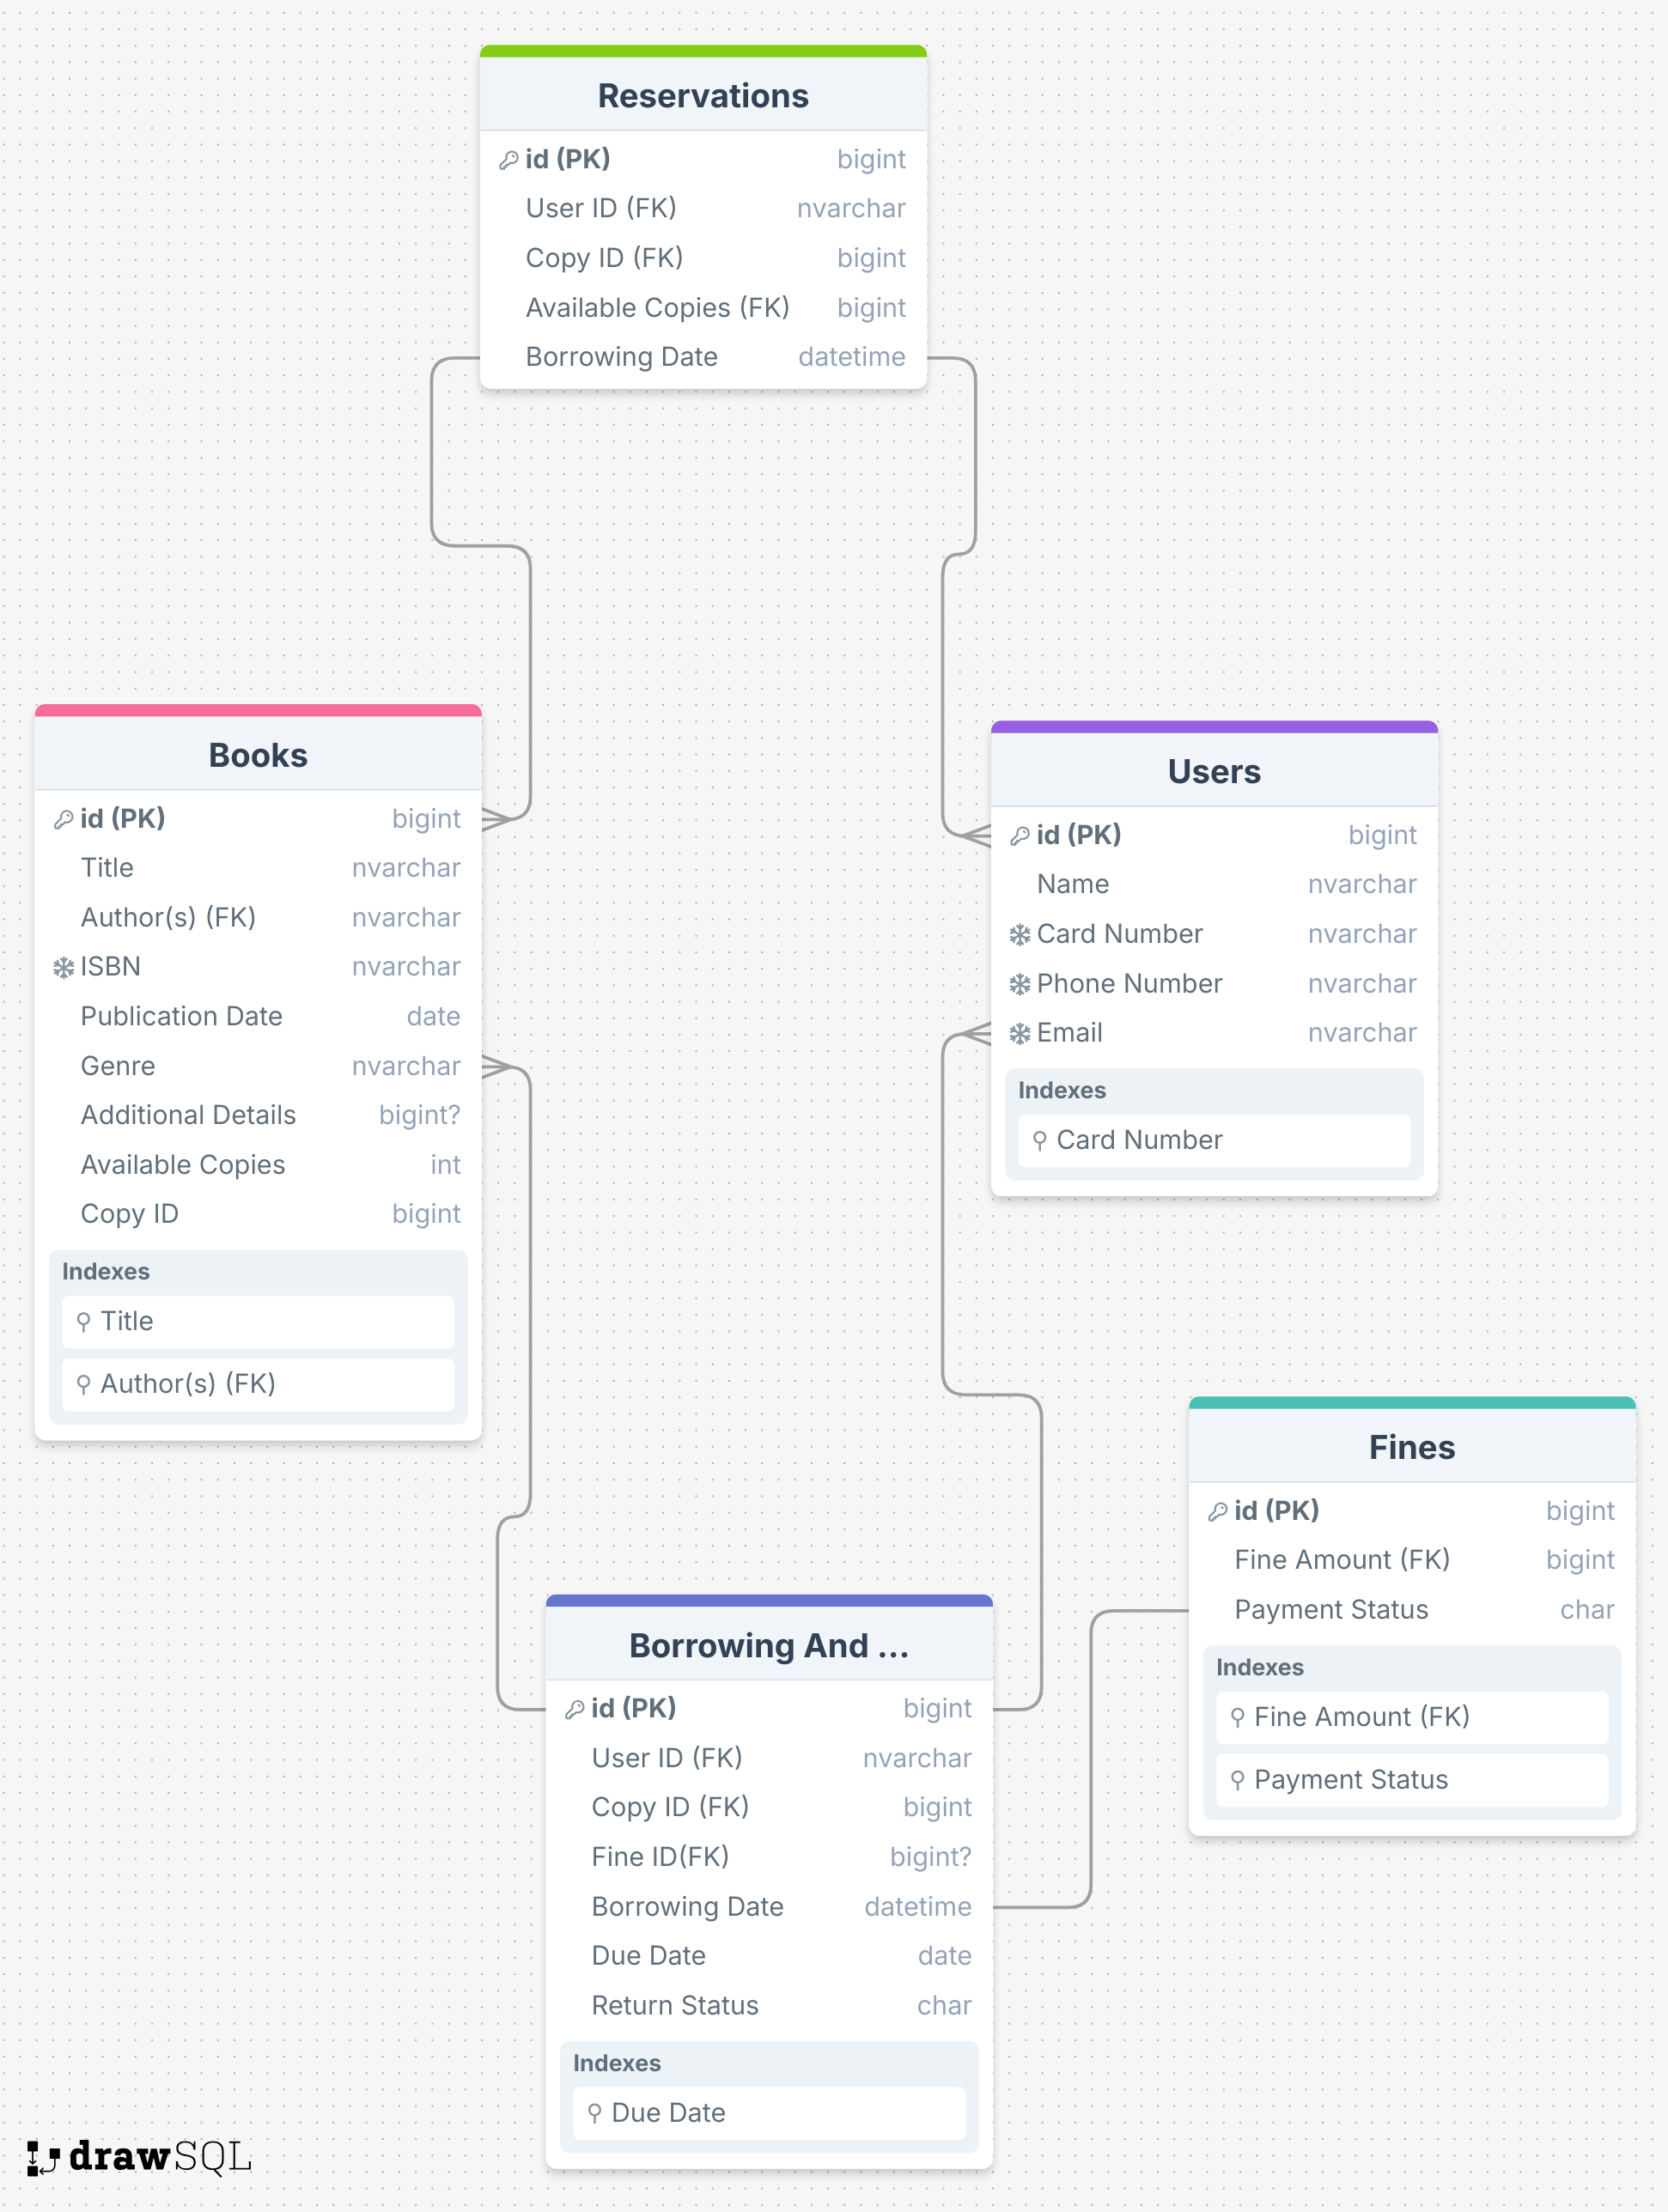 Reservations
id (PK) bigint
User ID (FK) nvarchar
Copy ID (FK) bigint
Available Copies (FK) bigint
Borrowing Date datetime
Books
id (PK) bigint
Title nvarchar
Author(s) (FK) nvarchar
ISBN nvarchar
Publication Date date
Genre nvarchar
Additional Details bigint?
Available Copies int
Copy ID bigint
Indexes
Title
Author(s) (FK)
Users
id (PK) bigint
Name nvarchar
Card Number nvarchar
Phone Number nvarchar
Email nvarchar
Indexes
Card Number
Fines
id (PK) bigint
Fine Amount (FK) bigint
Payment Status char
Indexes
Fine Amount (FK)
Payment Status
Borrowing And ...
id (PK) bigint
User ID (FK) nvarchar
Copy ID (FK) bigint
Fine ID(FK) bigint?
Borrowing Date datetime
Due Date date
Return Status char
Indexes
Due Date
drawSQL